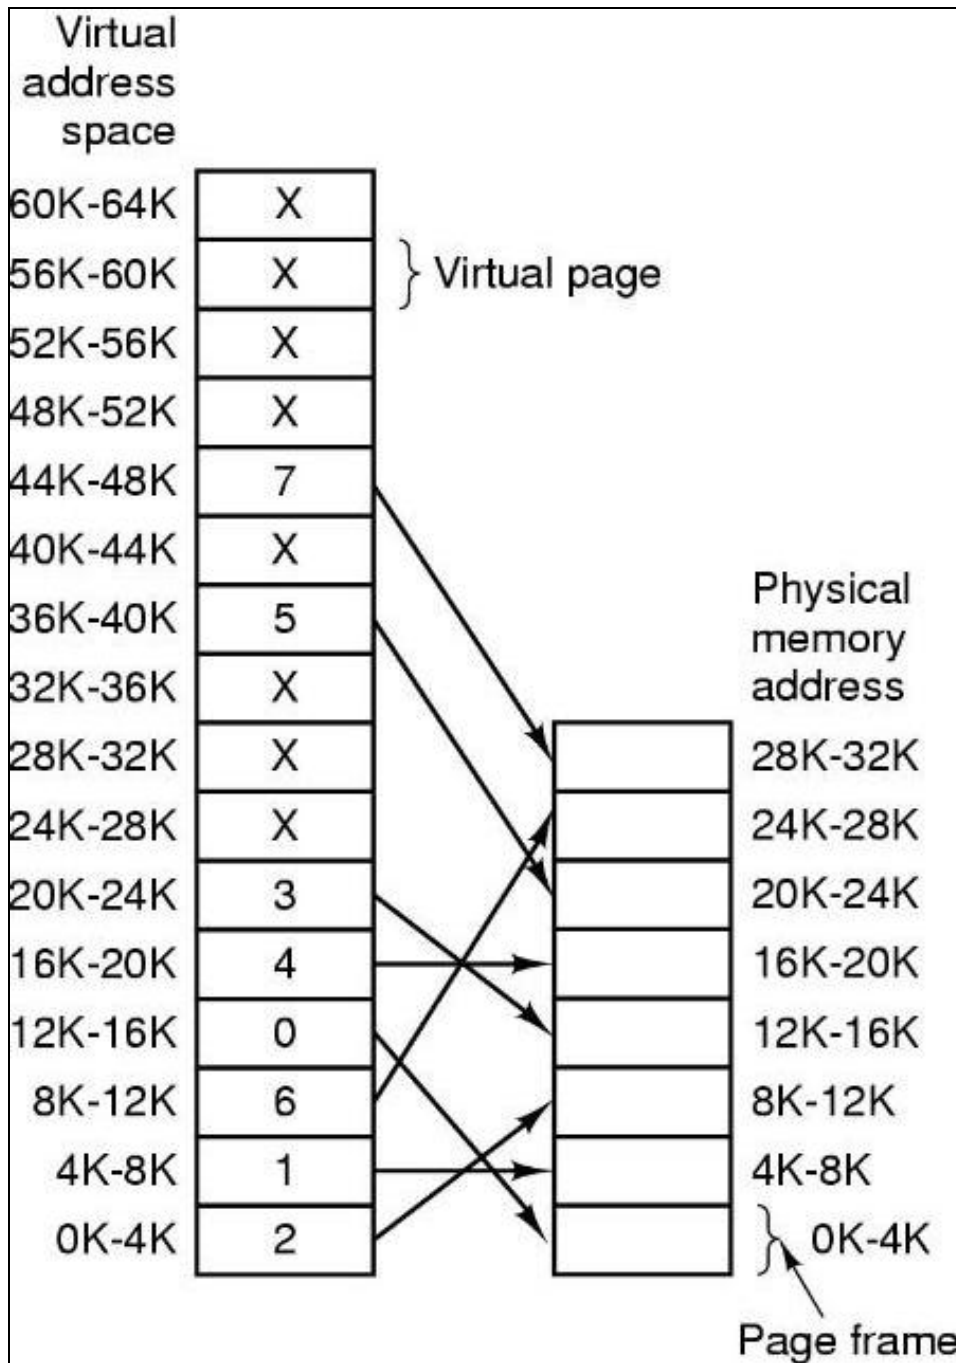 Virtual
address
space
60K-64K X
56K-60K X Virtual page
52K-56K X
48K-52K X
44K-48K 7
40K-44K X
36K-40K 5
32K-36K X
28K-32K X
24K-28K X
20K-24K 3
16K-20K 4
12K-16K 0
8K-12K 6
4K-8K 1
0K-4K 2
Physical
memory
address
28K-32K
24K-28K
20K-24K
16K-20K
12K-16K
8K-12K
4K-8K
0K-4K
Page frame